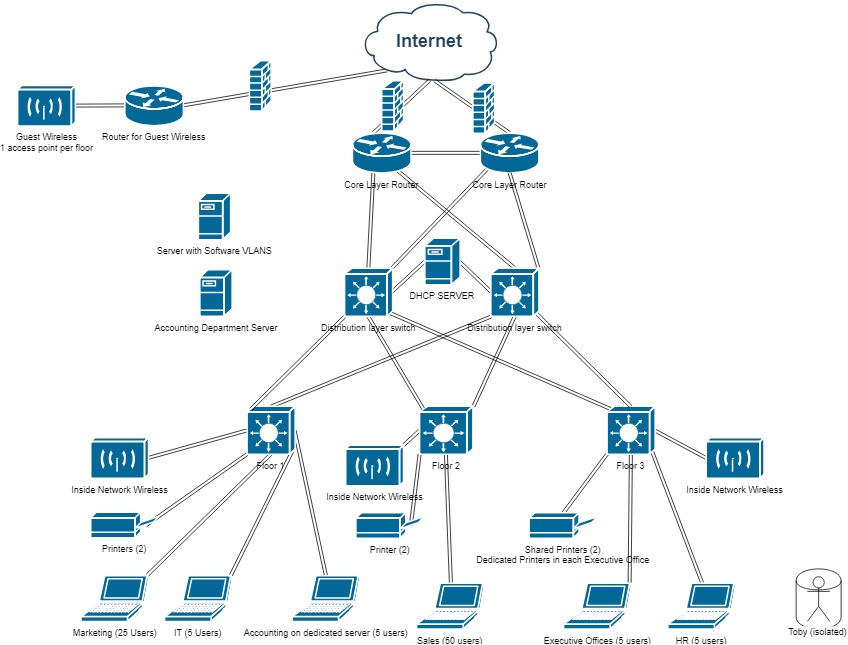 Internet
Guest Wireless
1 access point per floor
Router for Guest Wireless
Core Layer Router
Core Layer Router
Server with Software VLANS
DHCP SERVER
Accounting Department Server
Distribution layer switch
Distribution layer switch
Floor 1
Floor 2
Floor 3
Inside Network Wireless
Inside Network Wireless
Inside Network Wireless
Printers (2)
Printer (2)
Shared Printers (2)
Dedicated Printers in each Executive Office
Marketing (25 Users)
IT (5 Users)
Accounting on dedicated server (5 users)
Sales (50 users)
Executive Offices (5 users)
HR (5 users)
Toby (isolated)